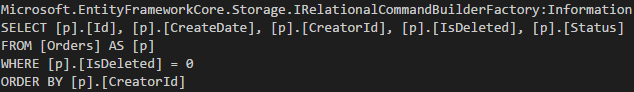 Microsoft.EntityFrameworkCore.Storage.IRelationalCommandBuilderFactory:Information
SELECT [p].[Id], [p].[CreateDate], [p].[CreatorId], [p].[IsDeleted], [p].[Status]
FROM [Orders] AS [p]
WHERE [p].[IsDeleted] = 0
ORDER BY [p].[CreatorId]